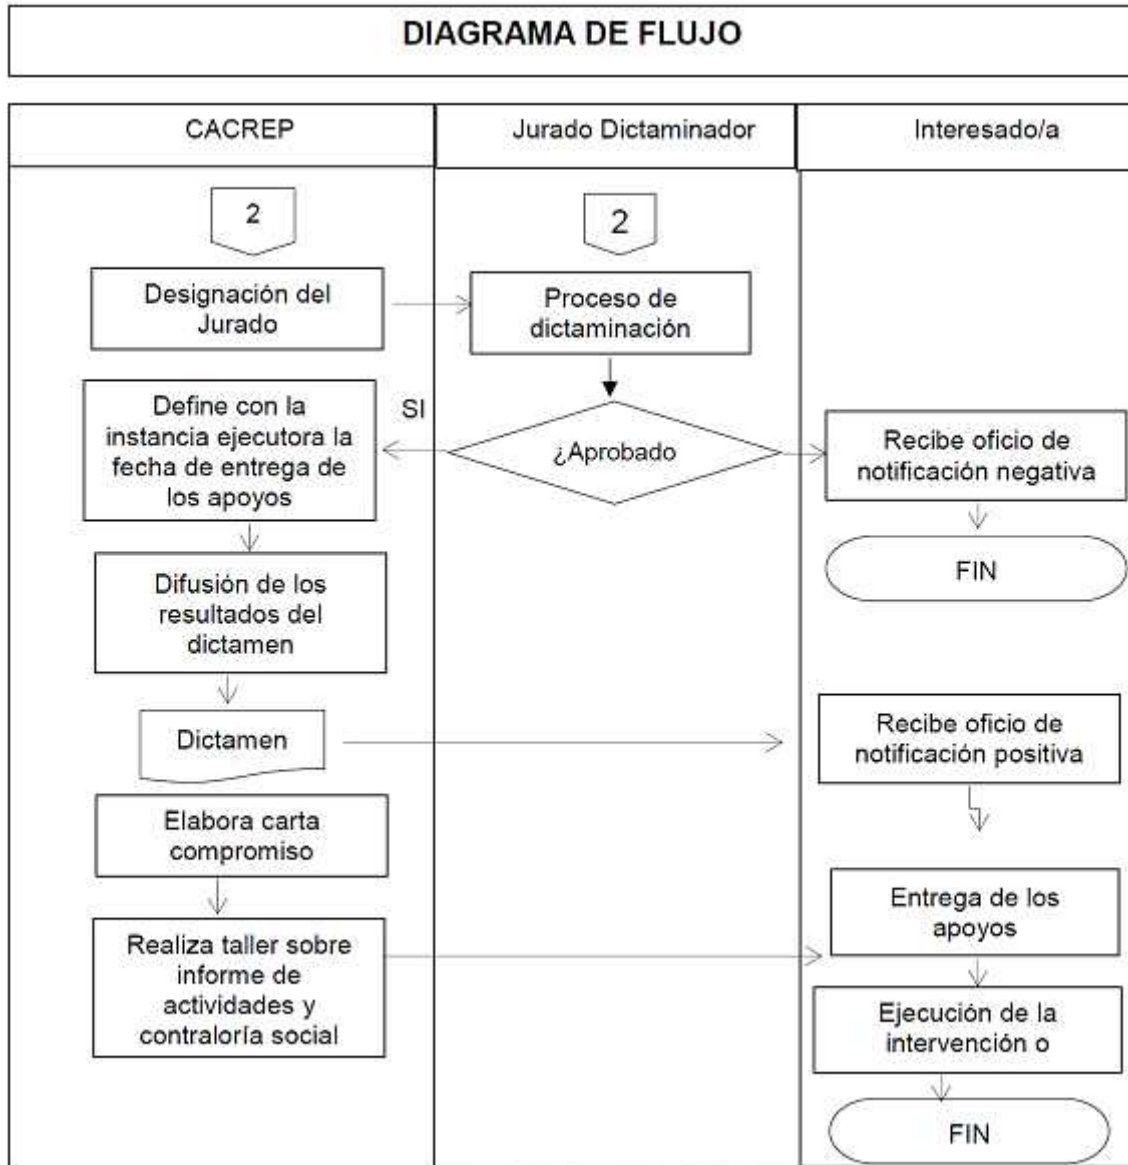 DIAGRAMA DE FLUJO
CACREP
Jurado Dictaminador
Interesado/a
2
2
Designación del
Jurado
Proceso de
dictaminación
Define con la
instancia ejecutora la
fecha de entrega de
los apoyos
SI
¿Aprobado
Recibe oficio de
notificación negativa
FIN
Difusión de los
resultados del
dictamen
Dictamen
Recibe oficio de
notificación positiva
Elabora carta
compromiso
Entrega de los
apoyos
Realiza taller sobre
informe de
actividades y
contraloría social
Ejecución de la
intervención o
FIN